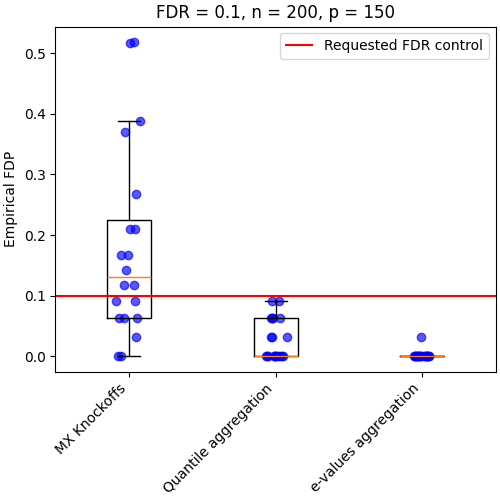 FDR = 0.1, n = 200, p = 150
Requested FDR control
Empirical FDP
0.5
0.4
0.3
0.2
0.1
0.0
MX Knockoffs
Quantile aggregation
e-values aggregation